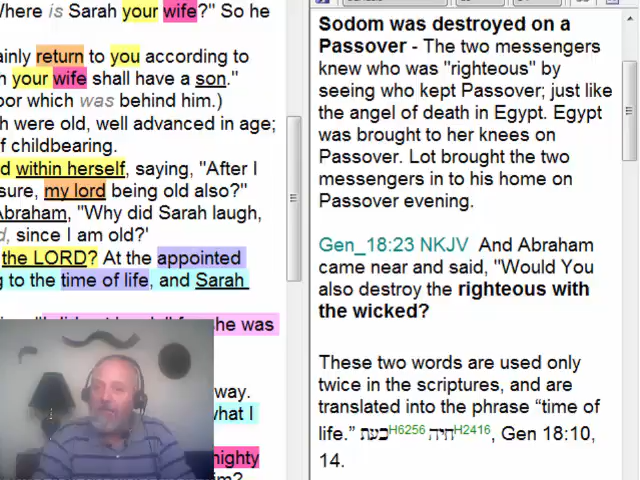 Where is Sarah your wife?" So he
ainly return to you according to
h your wife shall have a son."
oor which was behind him.)
h were old, well advanced in age;
f childbearing.
d within herself, saying, "After I
sure, my lord being old also?"
Abraham, "Why did Sarah laugh,
d, since I am old?'
the LORD? At the appointed
g to the time of life, and Sarah
she was
way.
what I
mighty
Sodom was destroyed on a
Passover - The two messengers
knew who was "righteous" by
seeing who kept Passover; just like
the angel of death in Egypt. Egypt
was brought to her knees on
Passover. Lot brought the two
messengers in to his home on
Passover evening.
Gen_18:23 NKJV And Abraham
came near and said, "Would You
also destroy the righteous with
the wicked?
These two words are used only
twice in the scriptures, and are
translated into the phrase “time of
life.” כעת H6256 חיה H2416, Gen 18:10,
14.